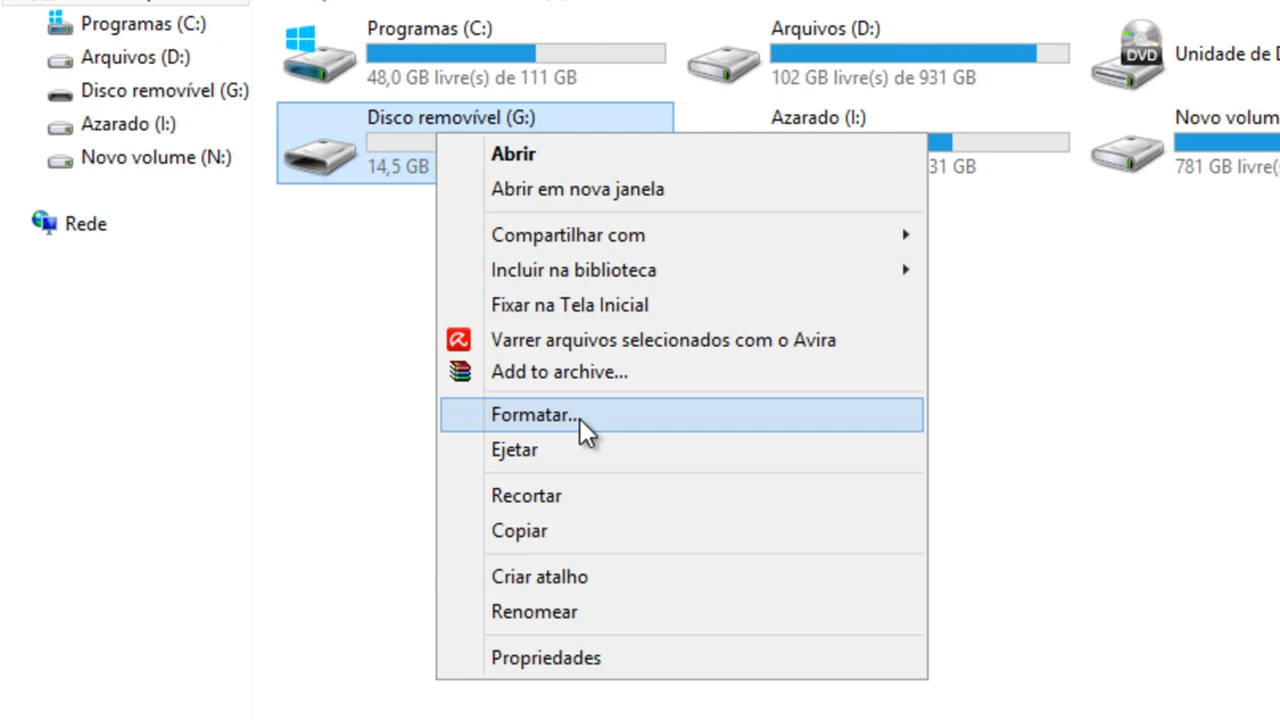 Programas (C:)
Arquivos (D:)
Disco removível (G:)
Azarado (I:)
Novo volume (N:)
Rede
Programas (C:)
48,0 GB livre(s) de 111 GB
Arquivos (D:)
102 GB livre(s) de 931 GB
DVD
Unidade de D
Disco removível (G:)
14,5 GB
Azarado (I:)
31 GB
Novo volum
781 GB livre(s
Abrir
Abrir em nova janela
Compartilhar com
Incluir na biblioteca
Fixar na Tela Inicial
Varrer arquivos selecionados com o Avira
Add to archive...
Formatar...
Ejetar
Recortar
Copiar
Criar atalho
Renomear
Propriedades